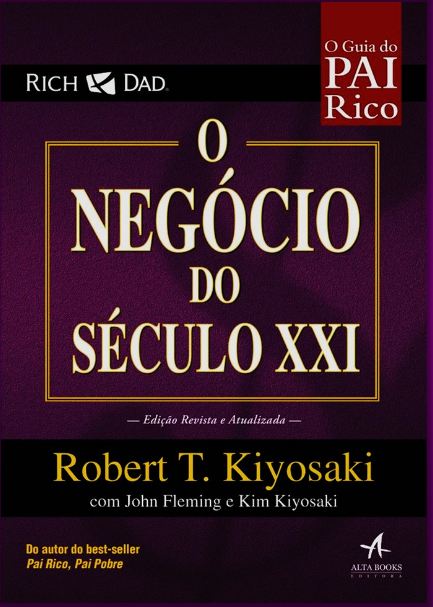 O Guia do
PAI
Rico
RICH DAD®
O
NEGÓCIO
DO
SÉCULO XXI
— Edição Revista e Atualizada —
Robert T. Kiyosaki
com John Fleming e Kim Kiyosaki
Do autor do best-seller
Pai Rico, Pai Pobre
ALTA BOOKS
EDITORA